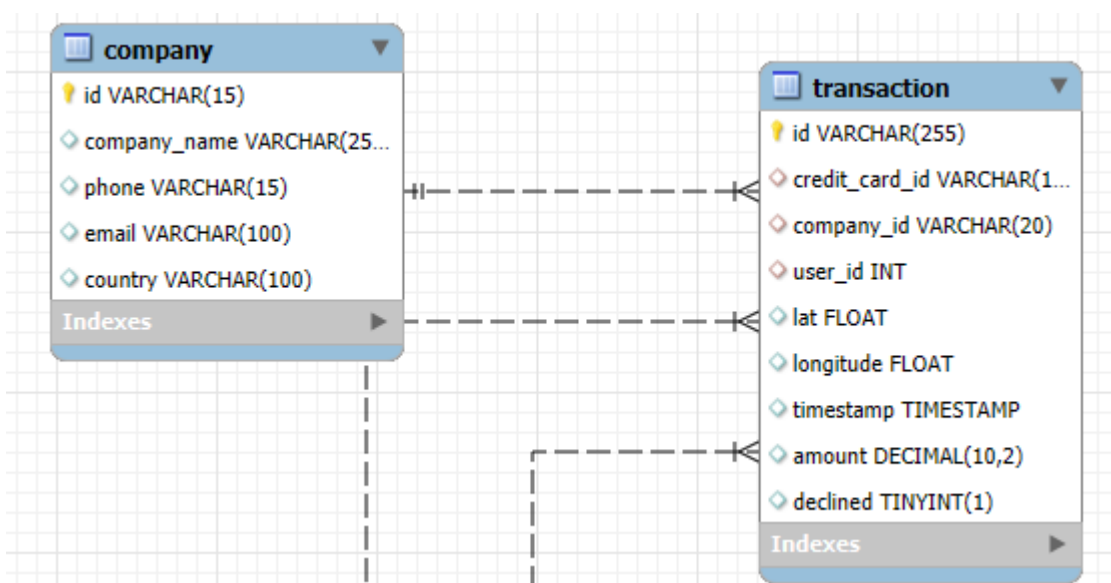 company
id VARCHAR(15)
company_name VARCHAR(25...
phone VARCHAR(15)
email VARCHAR(100)
country VARCHAR(100)
Indexes
transaction
id VARCHAR(255)
credit_card_id VARCHAR(1...
company_id VARCHAR(20)
user_id INT
lat FLOAT
longitude FLOAT
timestamp TIMESTAMP
amount DECIMAL(10,2)
declined TINYINT(1)
Indexes